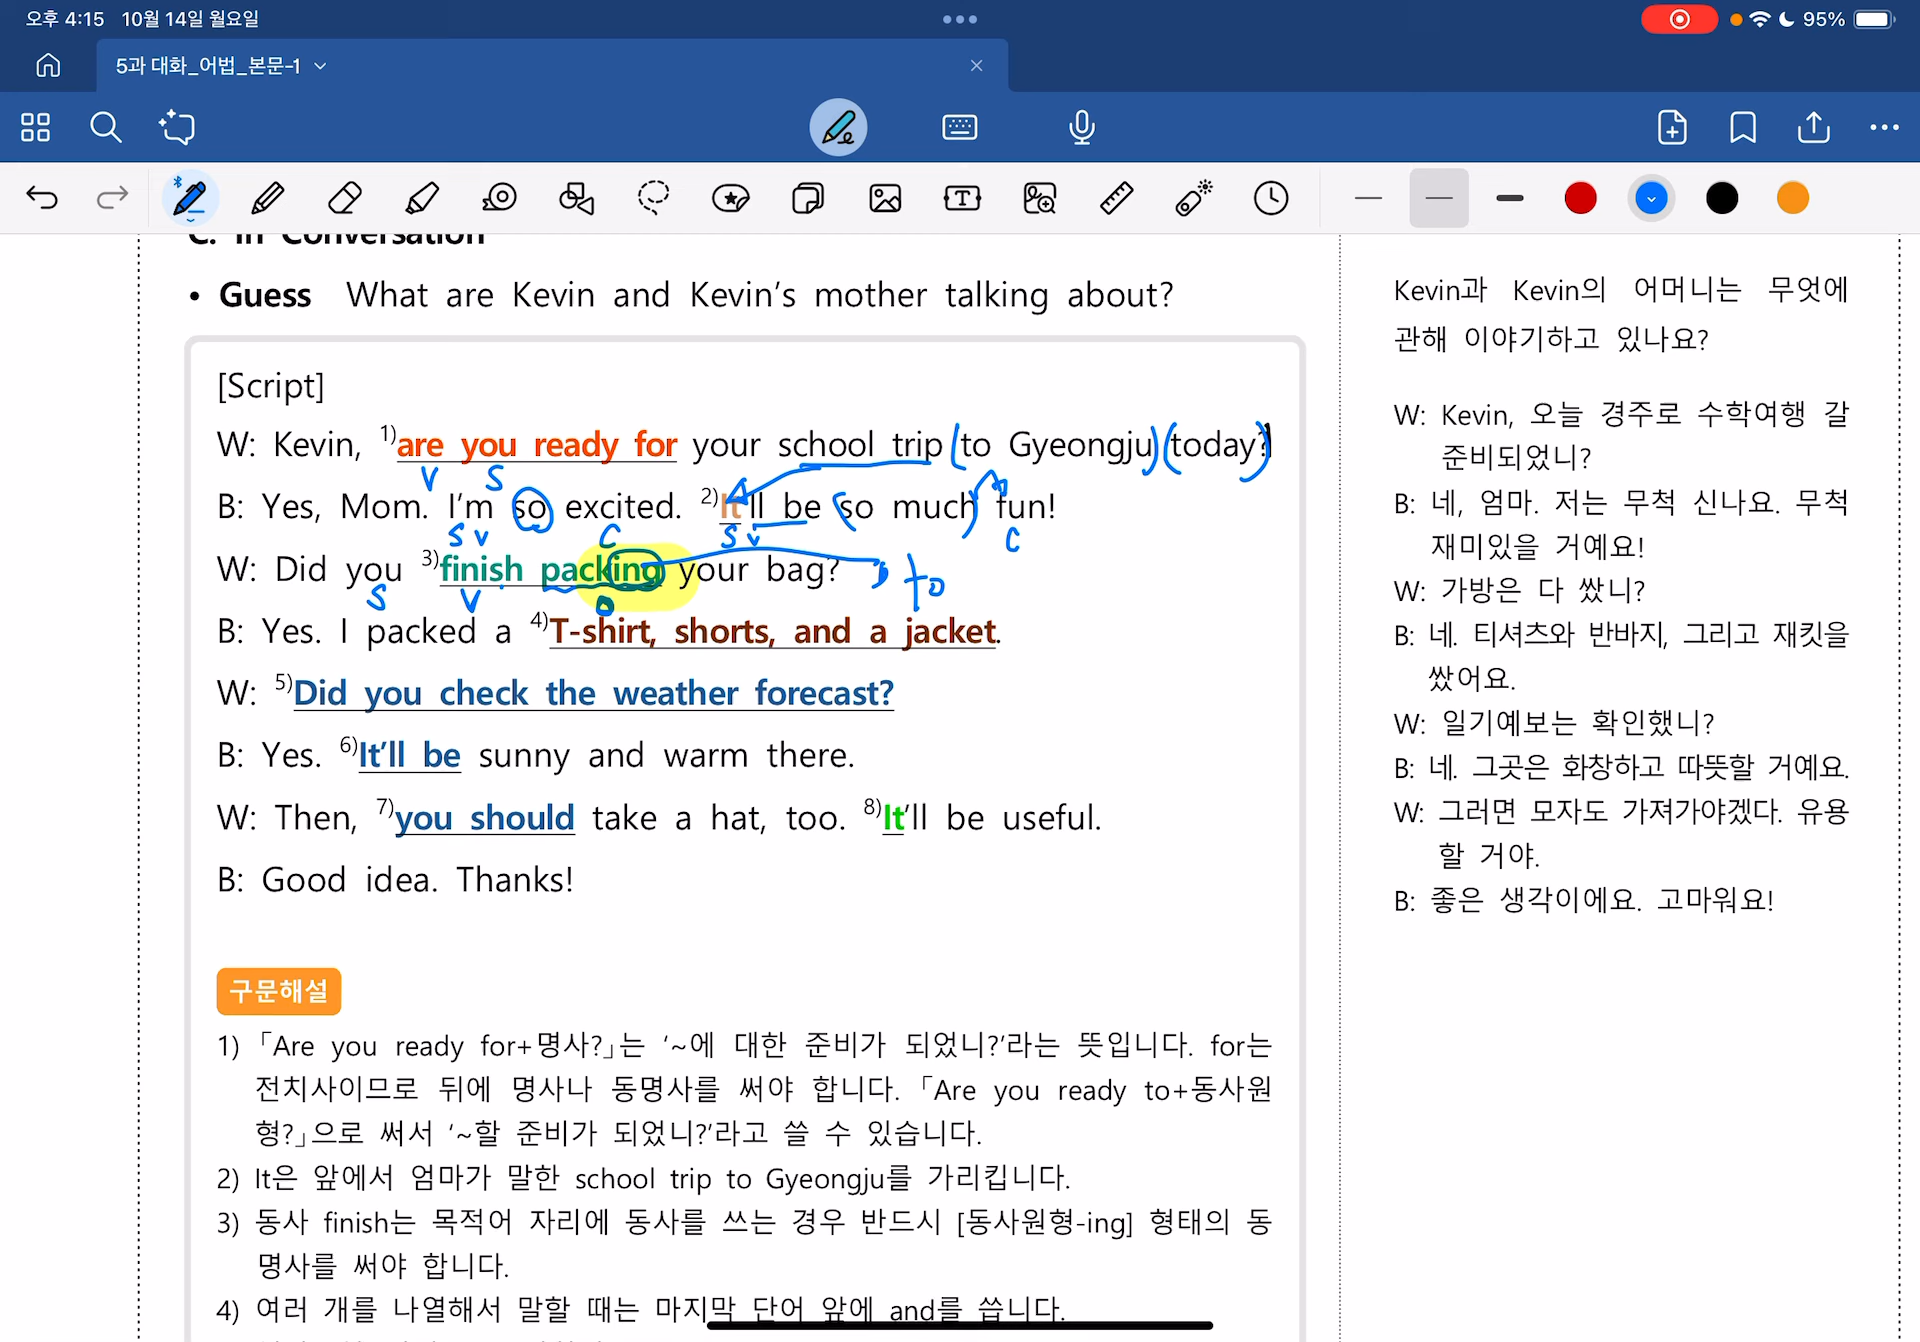 오후 4:15 10월 14일 월요일
95%
5과 대화_어법_본문-1
C. In Conversation
• Guess What are Kevin and Kevin's mother talking about?
[Script]
W: Kevin, 1)are you ready for your school trip (to Gyeongju) (today?)
V S
B: Yes, Mom. I'm so excited. 2)It'll be (so much) fun!
S V C S V C
W: Did you 3)finish packing your bag? to
S V O
B: Yes. I packed a 4)T-shirt, shorts, and a jacket.
W: 5)Did you check the weather forecast?
B: Yes. 6)It'll be sunny and warm there.
W: Then, 7)you should take a hat, too. 8)It'll be useful.
B: Good idea. Thanks!
구문해설
1) 「Are you ready for+명사?」는 '~에 대한 준비가 되었니?'라는 뜻입니다. for는
전치사이므로 뒤에 명사나 동명사를 써야 합니다. 「Are you ready to+동사원
형?」으로 써서 '~할 준비가 되었니?'라고 쓸 수 있습니다.
2) It은 앞에서 엄마가 말한 school trip to Gyeongju를 가리킵니다.
3) 동사 finish는 목적어 자리에 동사를 쓰는 경우 반드시 [동사원형-ing] 형태의 동
명사를 써야 합니다.
4) 여러 개를 나열해서 말할 때는 마지막 단어 앞에 and를 씁니다.
Kevin과 Kevin의 어머니는 무엇에
관해 이야기하고 있나요?
W: Kevin, 오늘 경주로 수학여행 갈
준비되었니?
B: 네, 엄마. 저는 무척 신나요. 무척
재미있을 거예요!
W: 가방은 다 쌌니?
B: 네. 티셔츠와 반바지, 그리고 재킷을
쌌어요.
W: 일기예보는 확인했니?
B: 네. 그곳은 화창하고 따뜻할 거예요.
W: 그러면 모자도 가져가야겠다. 유용
할 거야.
B: 좋은 생각이에요. 고마워요!